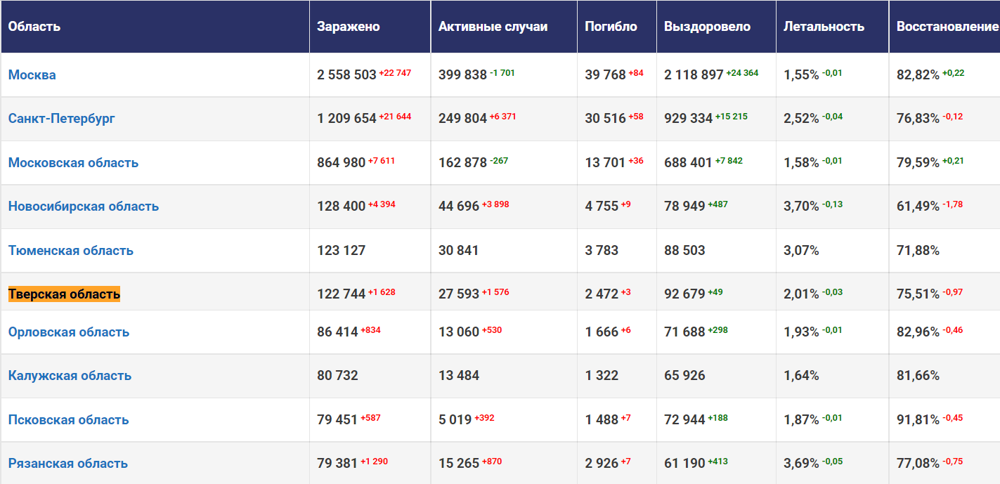 Область Заражено Активные случаи Погибло Выздоровело Летальность Восстановление
Москва 2 558 503 +22 747 399 838 -1 701 39 768 +84 2 118 897 +24 364 1,55% -0,01 82,82% +0,22
Санкт-Петербург 1 209 654 +21 644 249 804 +6 371 30 516 +58 929 334 +15 215 2,52% -0,04 76,83% -0,12
Московская область 864 980 +7 611 162 878 -267 13 701 +36 688 401 +7 842 1,58% -0,01 79,59% +0,21
Новосибирская область 128 400 +4 394 44 696 +3 898 4 755 +9 78 949 +487 3,70% -0,13 61,49% -1,78
Тюменская область 123 127 30 841 3 783 88 503 3,07% 71,88%
Тверская область 122 744 +1 628 27 593 +1 576 2 472 +3 92 679 +49 2,01% -0,03 75,51% -0,97
Орловская область 86 414 +834 13 060 +530 1 666 +6 71 688 +298 1,93% -0,01 82,96% -0,46
Калужская область 80 732 13 484 1 322 65 926 1,64% 81,66%
Псковская область 79 451 +587 5 019 +392 1 488 +7 72 944 +188 1,87% -0,01 91,81% -0,45
Рязанская область 79 381 +1 290 15 265 +870 2 926 +7 61 190 +413 3,69% -0,05 77,08% -0,75